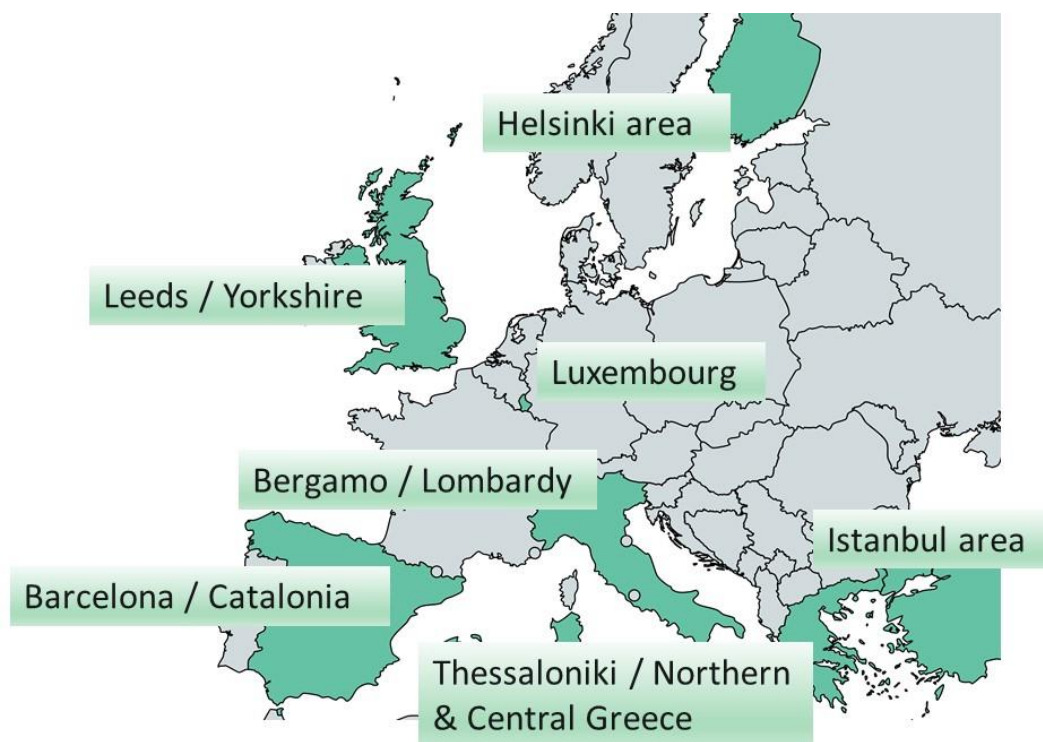 Helsinki area
Leeds / Yorkshire
Luxembourg
Bergamo / Lombardy
Istanbul area
Barcelona / Catalonia
Thessaloniki / Northern
& Central Greece